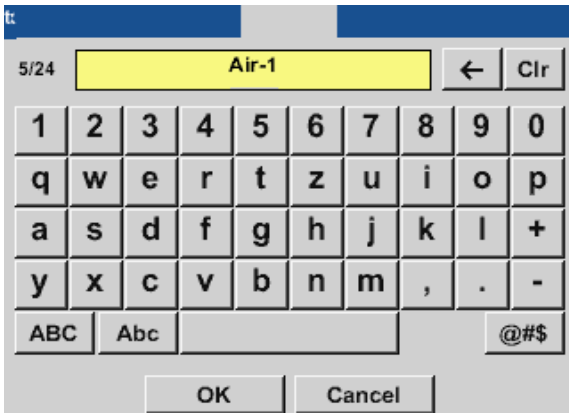 t:
5/24 Air-1 ← Clr
1 2 3 4 5 6 7 8 9 0
q w e r t z u i o p
a s d f g h j k l +
y x c v b n m , . -
ABC Abc @#$
OK Cancel